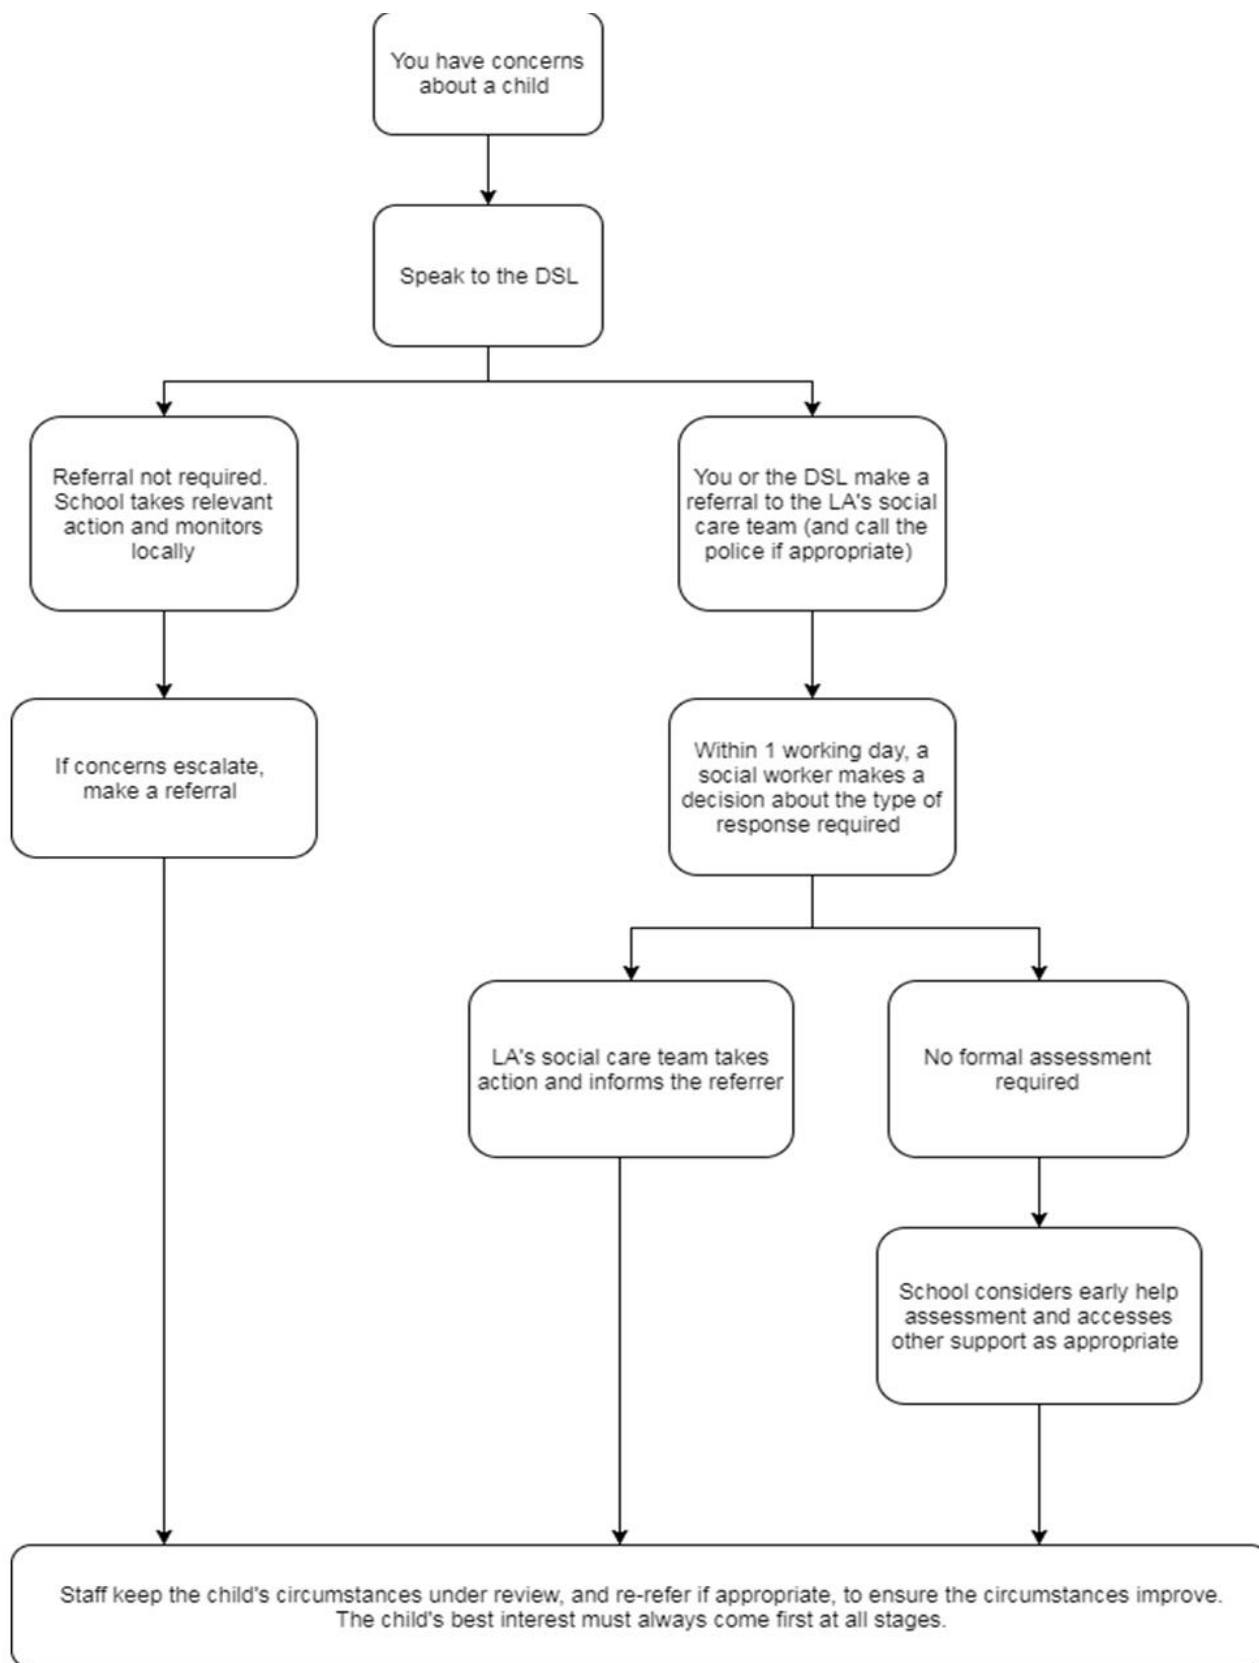 You have concerns
about a child
Speak to the DSL
Referral not required.
School takes relevant
action and monitors
locally
You or the DSL make a
referral to the LA's social
care team (and call the
police if appropriate)
If concerns escalate,
make a referral
Within 1 working day, a
social worker makes a
decision about the type of
response required
LA's social care team takes
action and informs the referrer
No formal assessment
required
School considers early help
assessment and accesses
other support as appropriate
Staff keep the child's circumstances under review, and re-refer if appropriate, to ensure the circumstances improve.
The child's best interest must always come first at all stages.